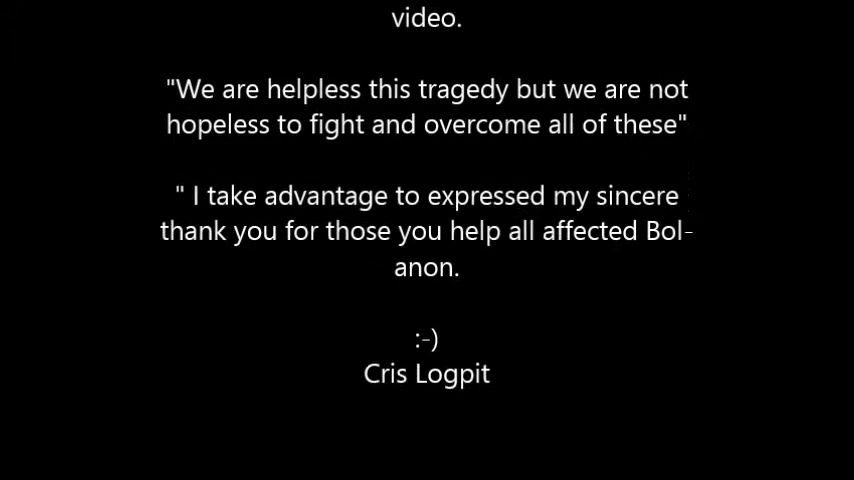 video.
"We are helpless this tragedy but we are not
hopeless to fight and overcome all of these"
" I take advantage to expressed my sincere
thank you for those you help all affected Bol-
anon.
:-)
Cris Logpit